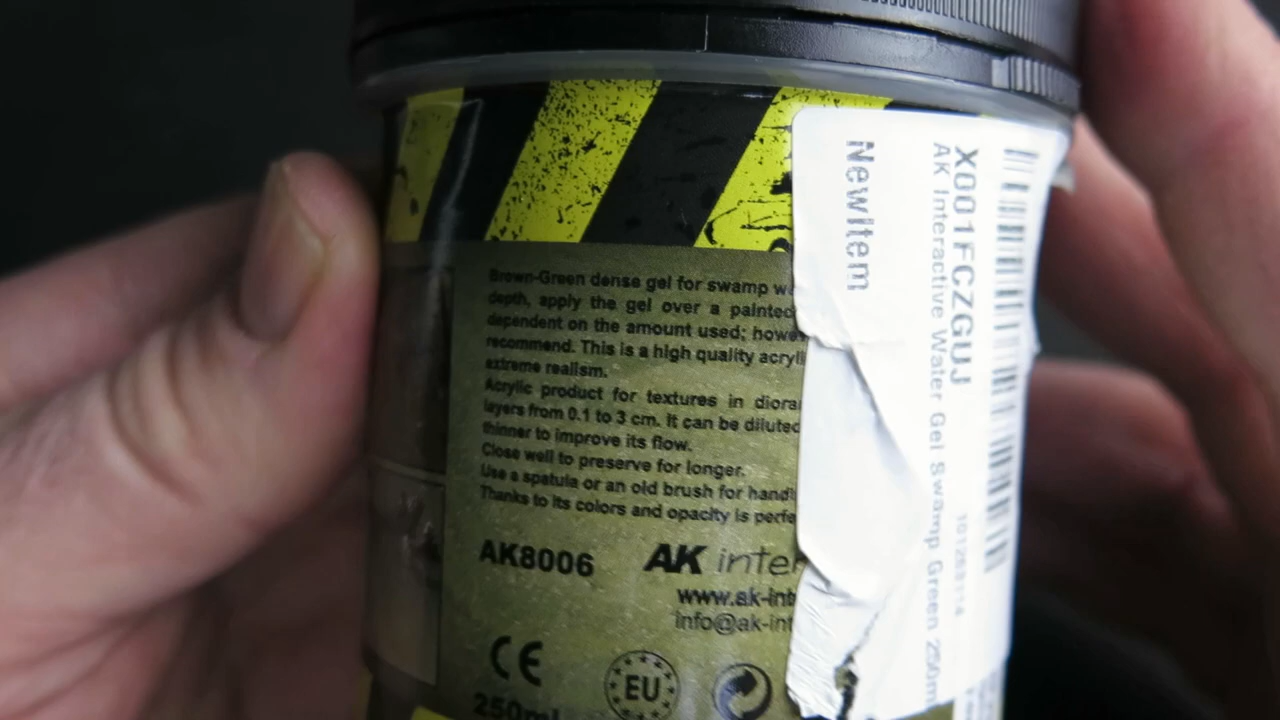 Brown-Green dense gel for swamp w
depth, apply the gel over a painted
dependent on the amount used; howe
recommend. This is a high quality acryli
extreme realism.
Acrylic product for textures in diora
layers from 0.1 to 3 cm. It can be diluted
thinner to improve its flow.
Close well to preserve for longer.
Use a spatula or an old brush for handl
Thanks to its colors and opacity is perfe
AK8006
AK inter
www.ak-int
info@ak-int
CE
EU
250ml
X001FCZGUJ
AK Interactive Water Gel Swamp Green 250m
NewItem